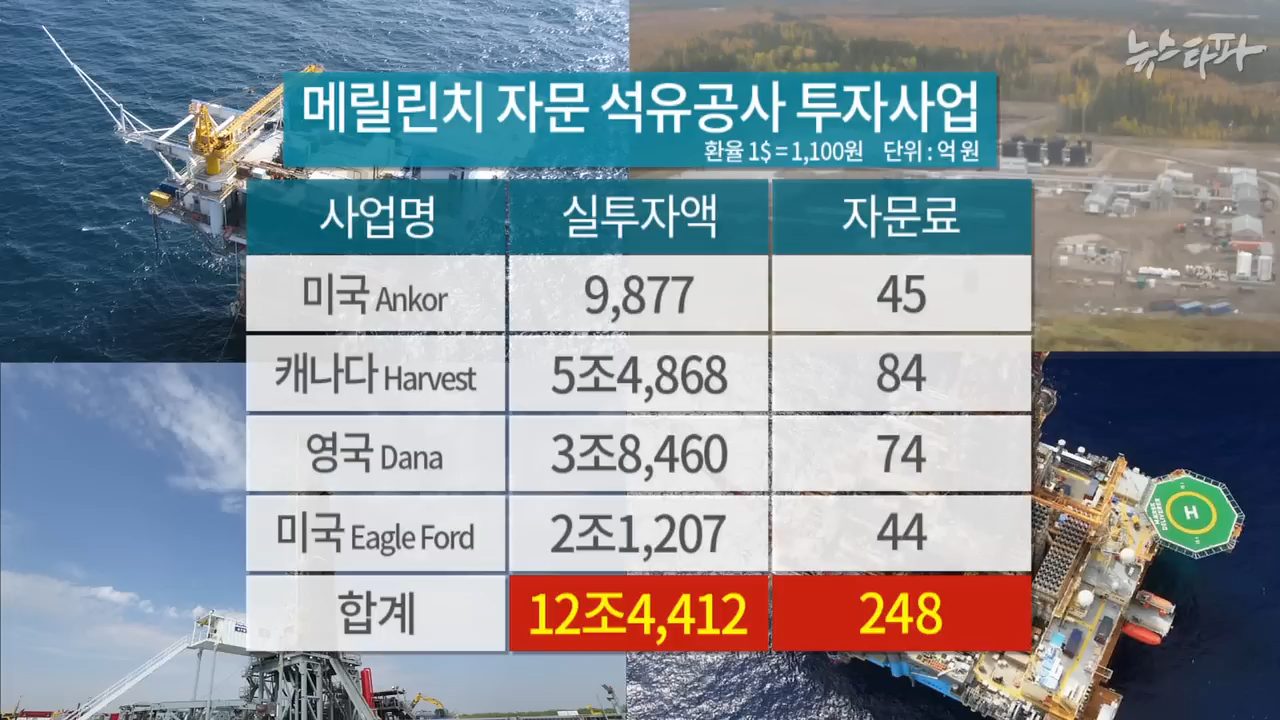 뉴스타파
메릴린치 자문 석유공사 투자사업
환율 1$ = 1,100원 단위 : 억 원
사업명 실투자액 자문료
미국 Ankor 9,877 45
캐나다 Harvest 5조4,868 84
영국 Dana 3조8,460 74
미국 Eagle Ford 2조1,207 44
합계 12조4,412 248
H